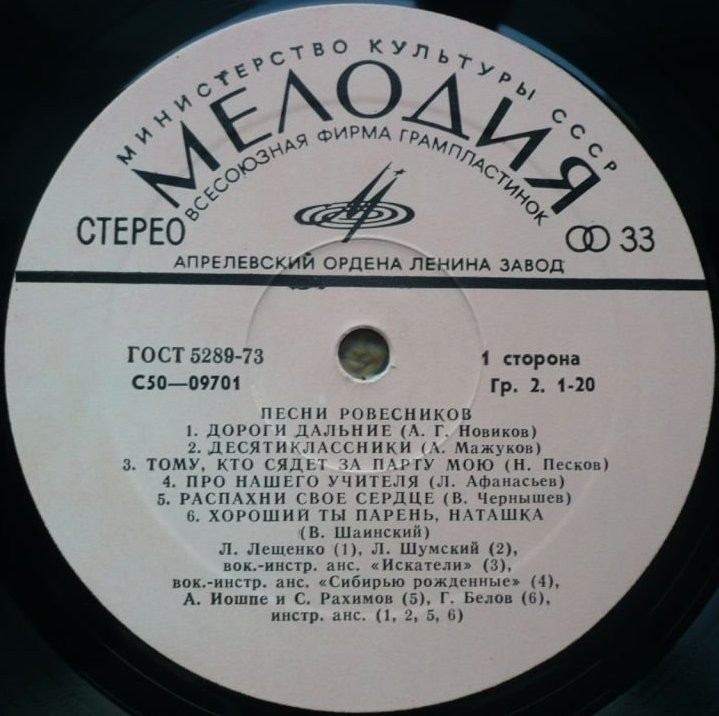 МИНИСТЕРСТВО КУЛЬТУРЫ СССР
МЕЛОДИЯ
ВСЕСОЮЗНАЯ ФИРМА ГРАМПЛАСТИНОК
СТЕРЕО
33
АПРЕЛЕВСКИЙ ОРДЕНА ЛЕНИНА ЗАВОД
ГОСТ 5289-73
1 сторона
С50—09701
Гр. 2. 1-20
ПЕСНИ РОВЕСНИКОВ
1. ДОРОГИ ДАЛЬНИЕ (А. Г. Новиков)
2. ДЕСЯТИКЛАССНИКИ (А. Мажуков)
3. ТОМУ, КТО СЯДЕТ ЗА ПАРТУ МОЮ (Н. Песков)
4. ПРО НАШЕГО УЧИТЕЛЯ (Л. Афанасьев)
5. РАСПАХНИ СВОЕ СЕРДЦЕ (В. Чернышев)
6. ХОРОШИЙ ТЫ ПАРЕНЬ, НАТАШКА
(В. Шаинский)
Л. Лещенко (1), Л. Шумский (2),
вок.-инстр. анс. «Искатели» (3),
вок.-инстр. анс. «Сибирью рожденные» (4),
А. Иошпе и С. Рахимов (5), Г. Белов (6),
инстр. анс. (1, 2, 5, 6)